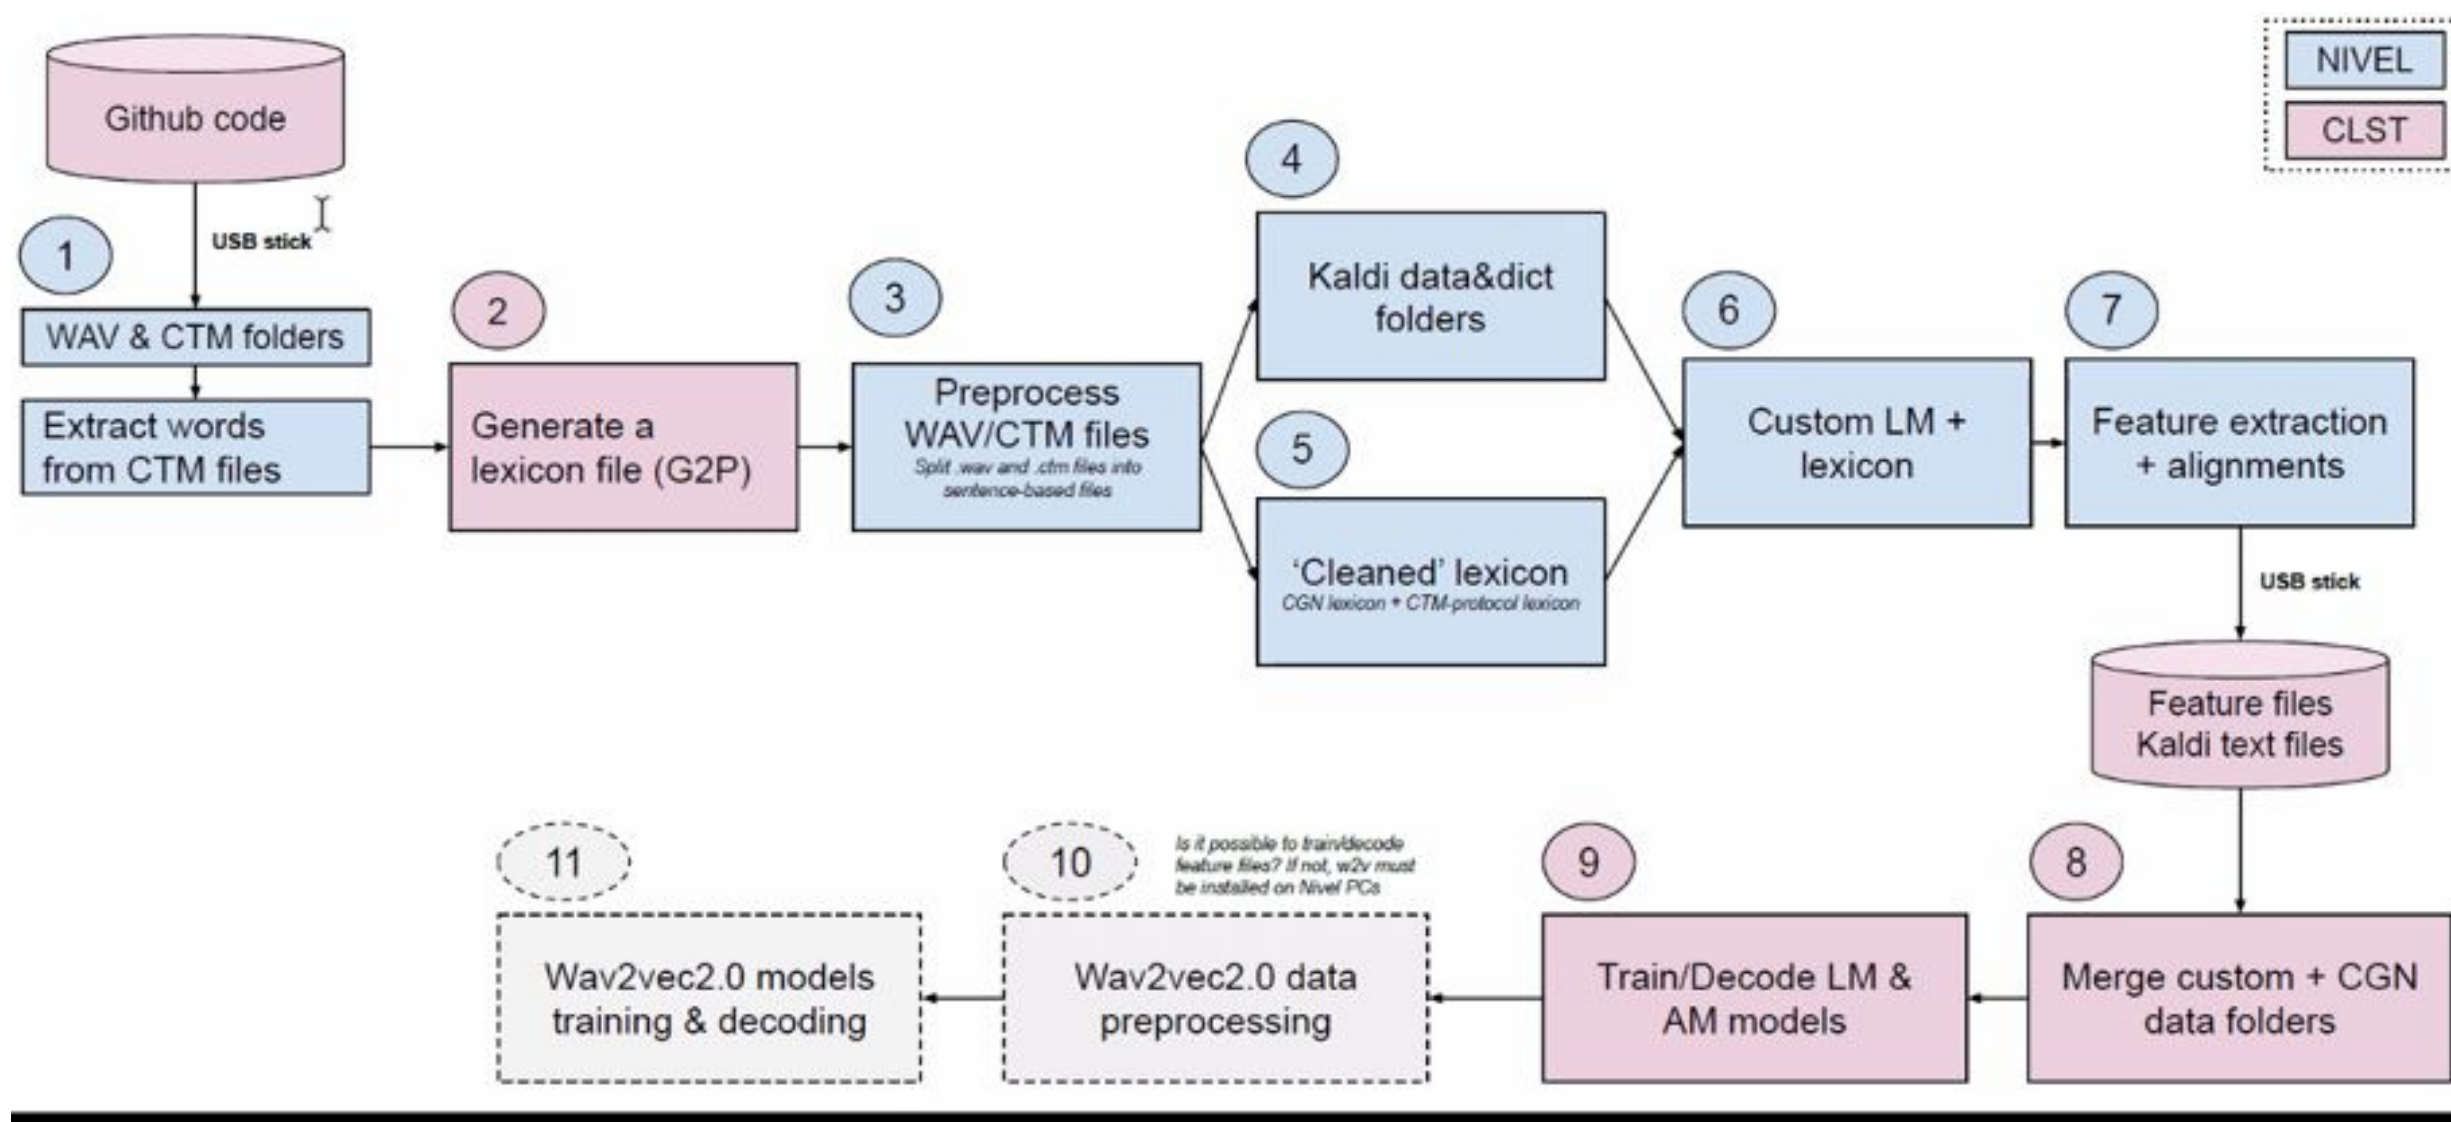 Github code
NIVEL
CLST
USB stick
1
WAV & CTM folders
Extract words
from CTM files
2
Generate a
lexicon file (G2P)
3
Preprocess
WAV/CTM files
Split .wav and .ctm files into
sentence-based files
4
Kaldi data&dict
folders
5
‘Cleaned’ lexicon
CGN lexicon + CTM-protocol lexicon
6
Custom LM +
lexicon
7
Feature extraction
+ alignments
USB stick
Feature files
Kaldi text files
8
Merge custom + CGN
data folders
9
Train/Decode LM &
AM models
10
Is it possible to train/decode
feature files? If not, w2v must
be installed on Nivel PCs
Wav2vec2.0 data
preprocessing
11
Wav2vec2.0 models
training & decoding